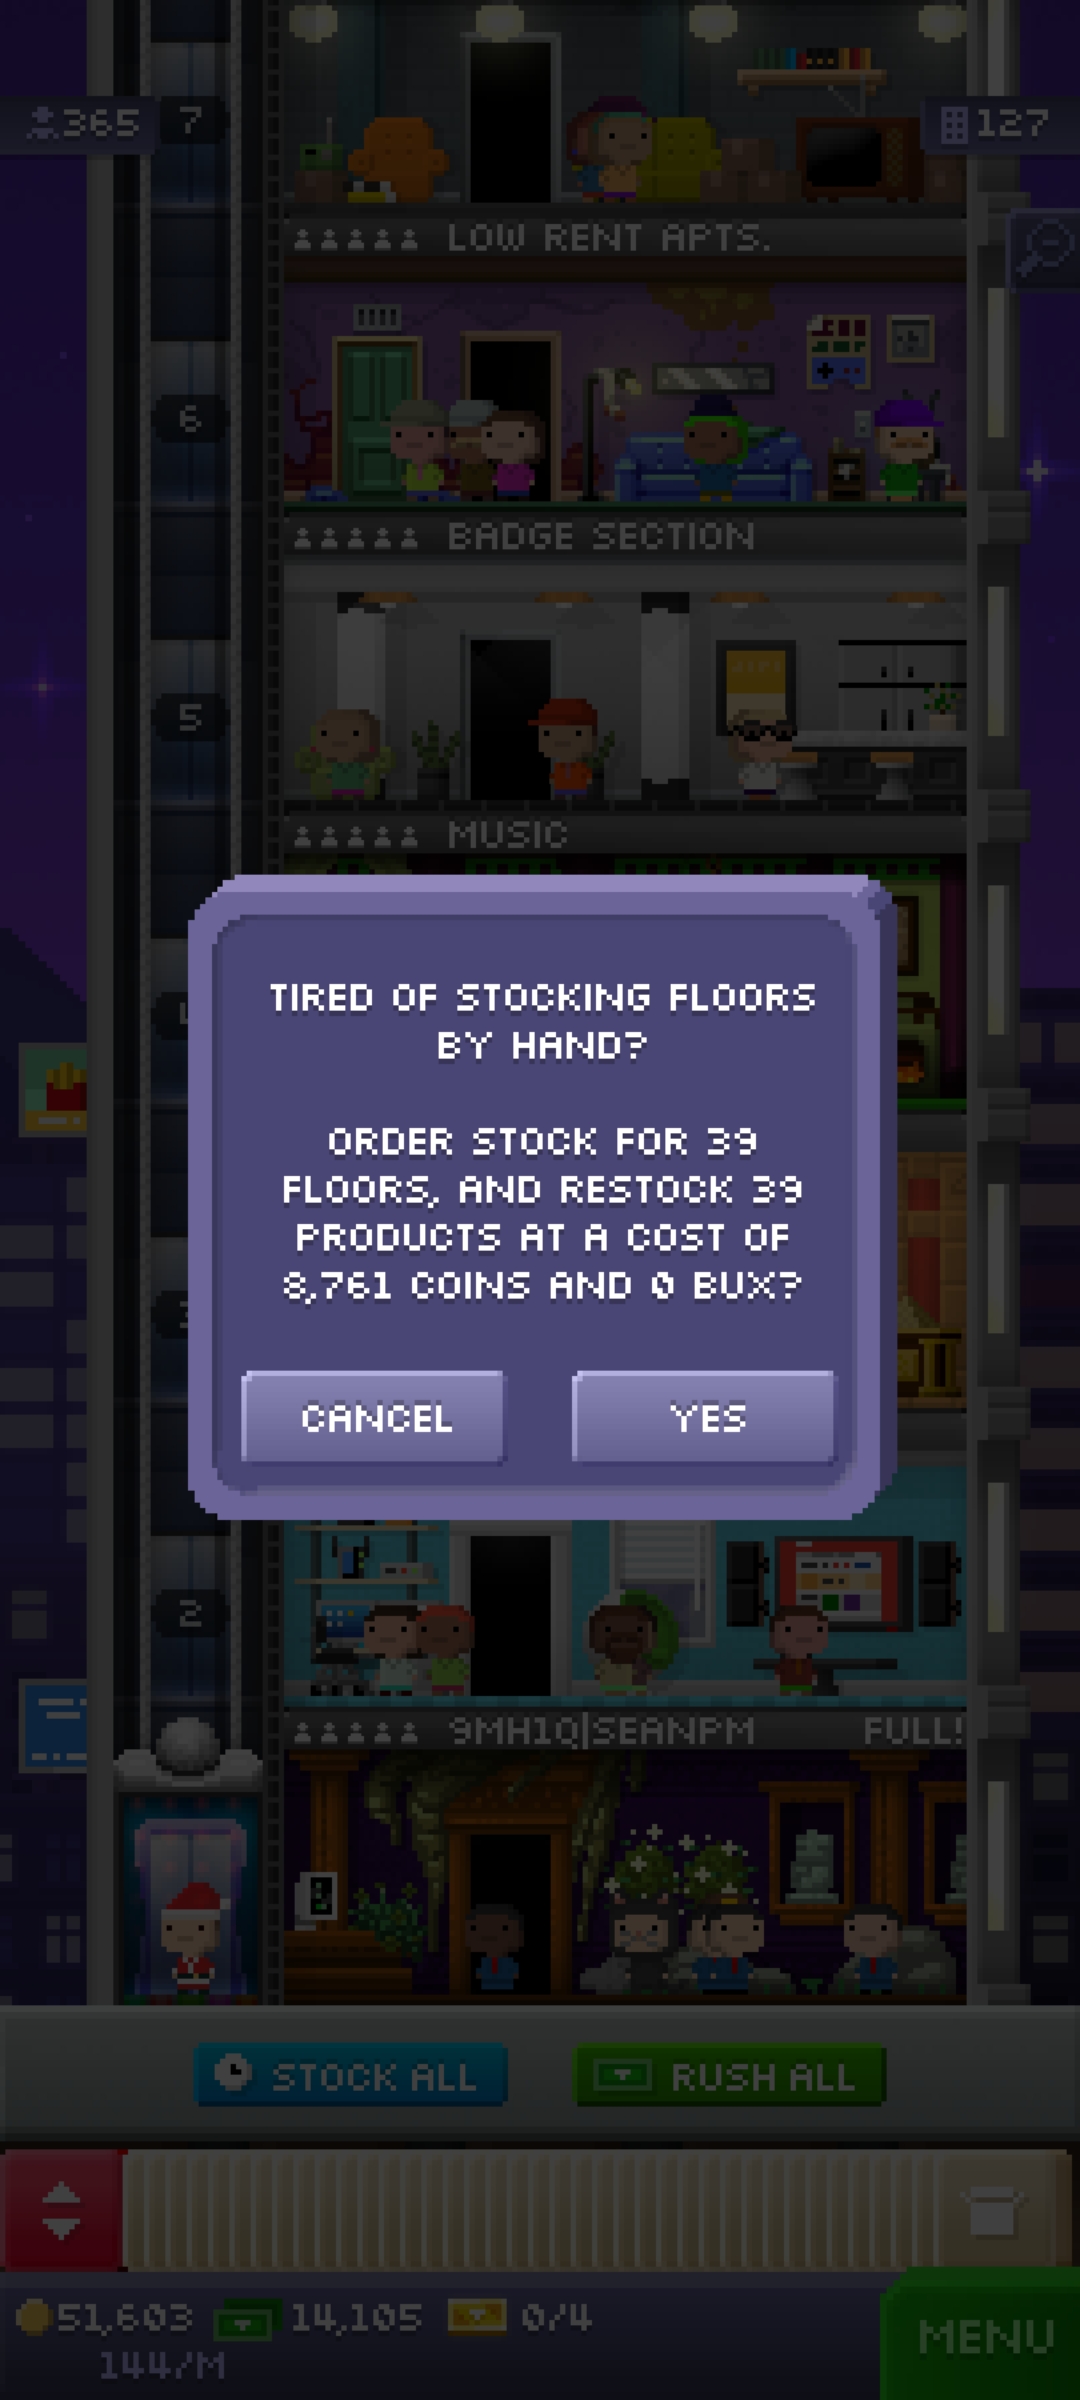 365
7
127
LOW RENT APTS.
6
BADGE SECTION
5
MUSIC
TIRED OF STOCKING FLOORS
BY HAND?
ORDER STOCK FOR 39
FLOORS, AND RESTOCK 39
PRODUCTS AT A COST OF
8,761 COINS AND 0 BUX?
CANCEL
YES
2
9MH1Q|SEANPM
FULL!
STOCK ALL
RUSH ALL
51,603
14,105
0/4
144/M
MENU